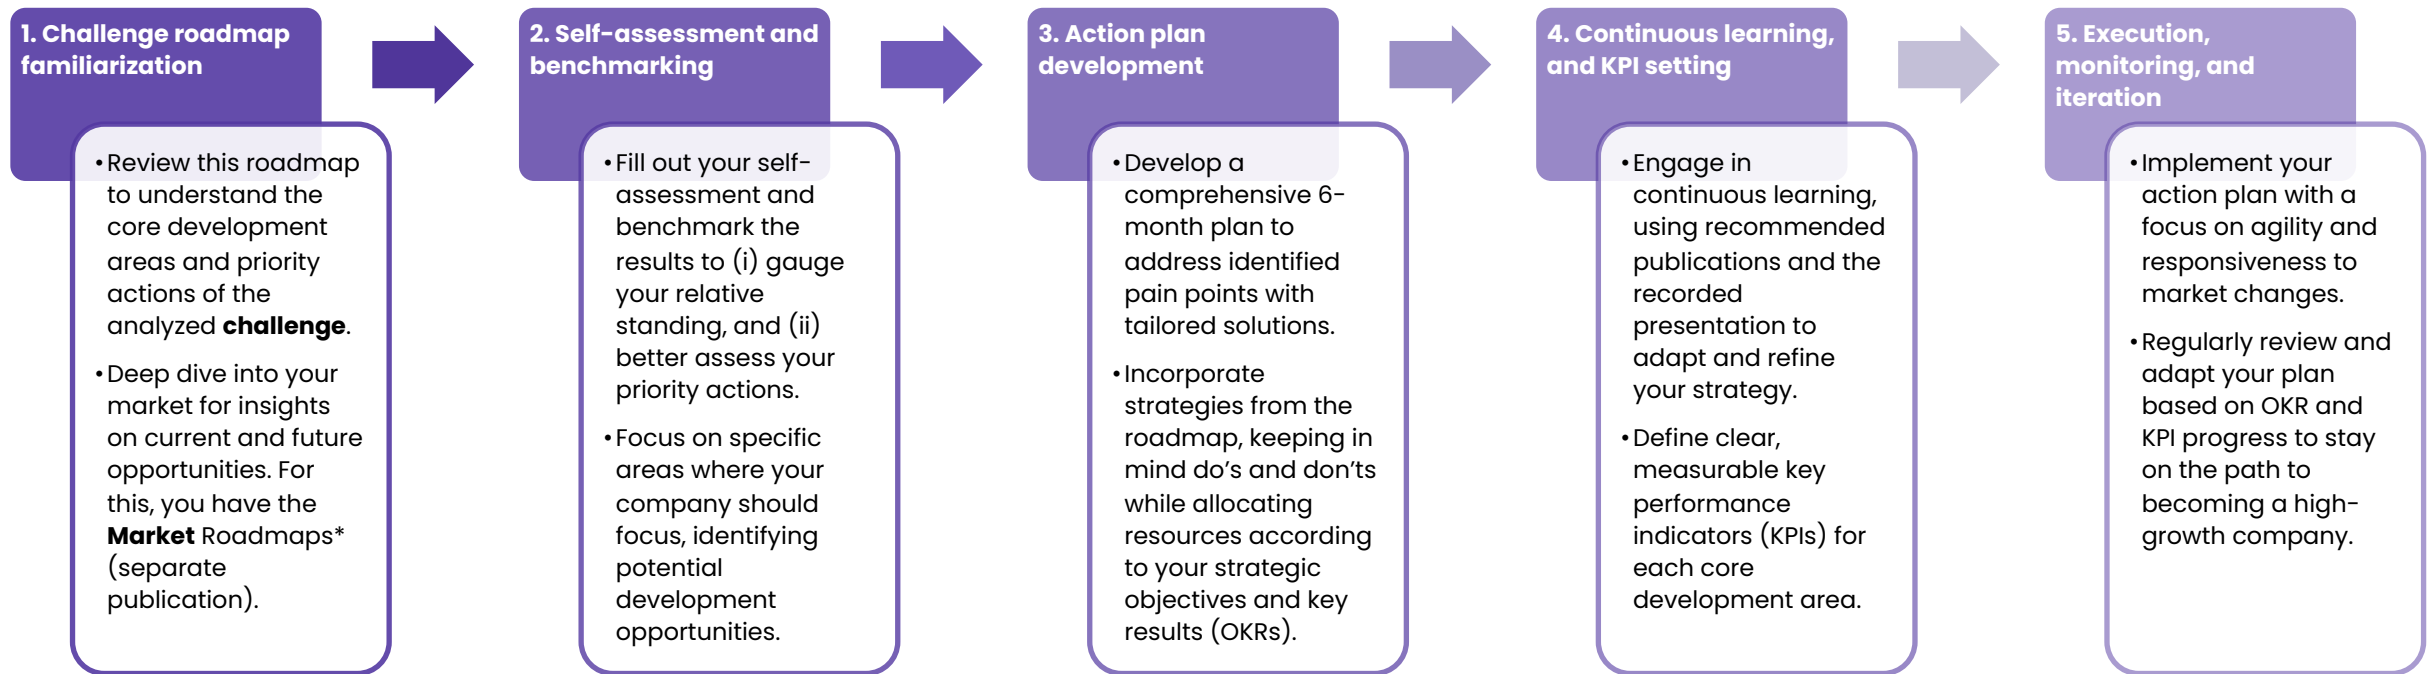 1. Challenge roadmap
familiarization
• Review this roadmap
to understand the
core development
areas and priority
actions of the
analyzed challenge.
• Deep dive into your
market for insights
on current and future
opportunities. For
this, you have the
Market Roadmaps*
(separate
publication).
2. Self-assessment and
benchmarking
• Fill out your self-
assessment and
benchmark the
results to (i) gauge
your relative
standing, and (ii)
better assess your
priority actions.
• Focus on specific
areas where your
company should
focus, identifying
potential
development
opportunities.
3. Action plan
development
• Develop a
comprehensive 6-
month plan to
address identified
pain points with
tailored solutions.
• Incorporate
strategies from the
roadmap, keeping in
mind do's and don'ts
while allocating
resources according
to your strategic
objectives and key
results (OKRs).
4. Continuous learning,
and KPI setting
• Engage in
continuous learning,
using recommended
publications and the
recorded
presentation to
adapt and refine
your strategy.
• Define clear,
measurable key
performance
indicators (KPIs) for
each core
development area.
5. Execution,
monitoring, and
iteration
• Implement your
action plan with a
focus on agility and
responsiveness to
market changes.
• Regularly review and
adapt your plan
based on OKR and
KPI progress to stay
on the path to
becoming a high-
growth company.